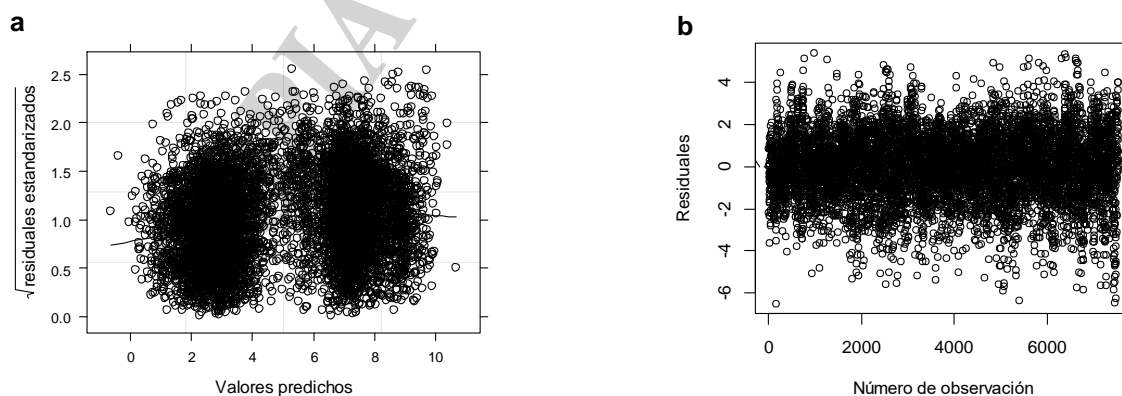 a
√residuales estandarizados
2.5
2.0
1.5
1.0
0.5
0.0
0 2 4 6 8 10
Valores predichos
PIA
b
Residuales
4
2
0
-2
-4
-6
0 2000 4000 6000
Número de observación